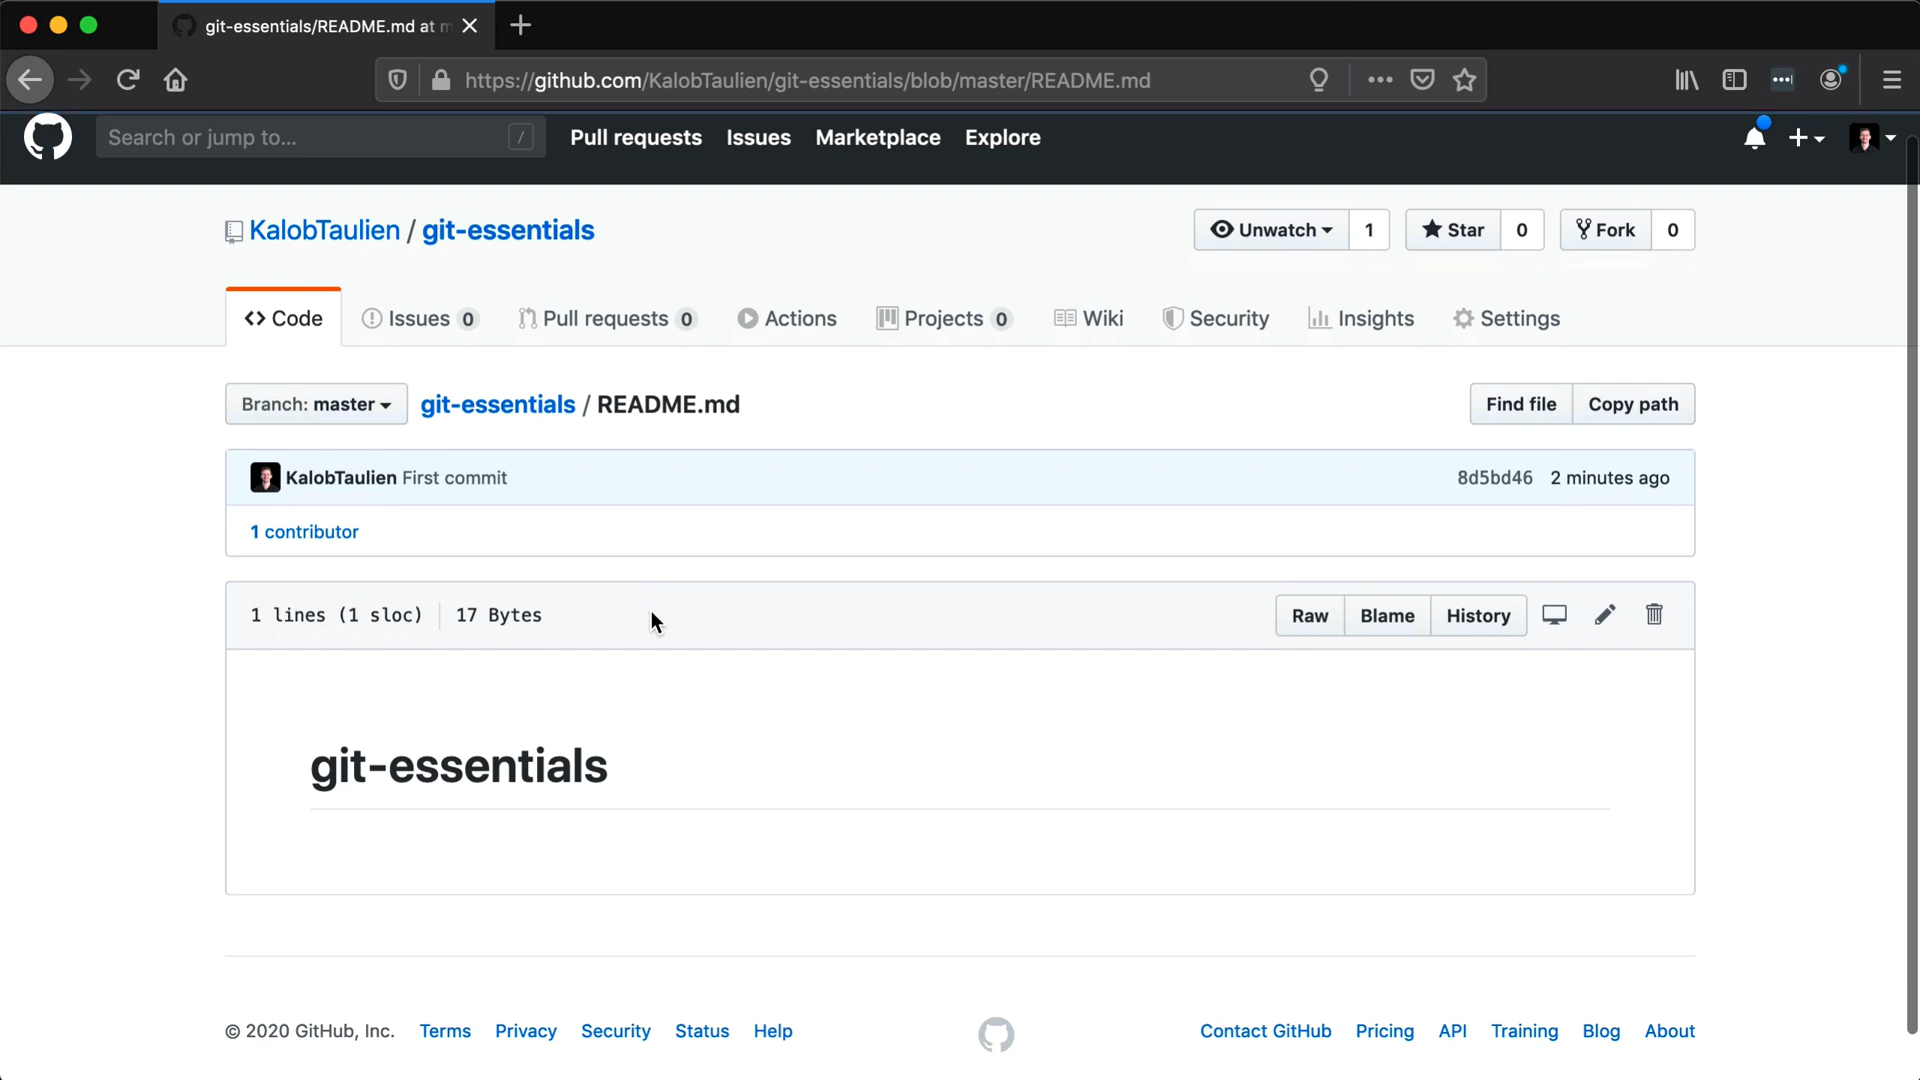 git-essentials/README.md at m
https://github.com/KalobTaulien/git-essentials/blob/master/README.md
Search or jump to... / Pull requests Issues Marketplace Explore
KalobTaulien / git-essentials Unwatch 1 Star 0 Fork 0
Code Issues 0 Pull requests 0 Actions Projects 0 Wiki Security Insights Settings
Branch: master git-essentials / README.md Find file Copy path
KalobTaulien First commit 8d5bd46 2 minutes ago
1 contributor
1 lines (1 sloc) 17 Bytes Raw Blame History
git-essentials
© 2020 GitHub, Inc. Terms Privacy Security Status Help Contact GitHub Pricing API Training Blog About